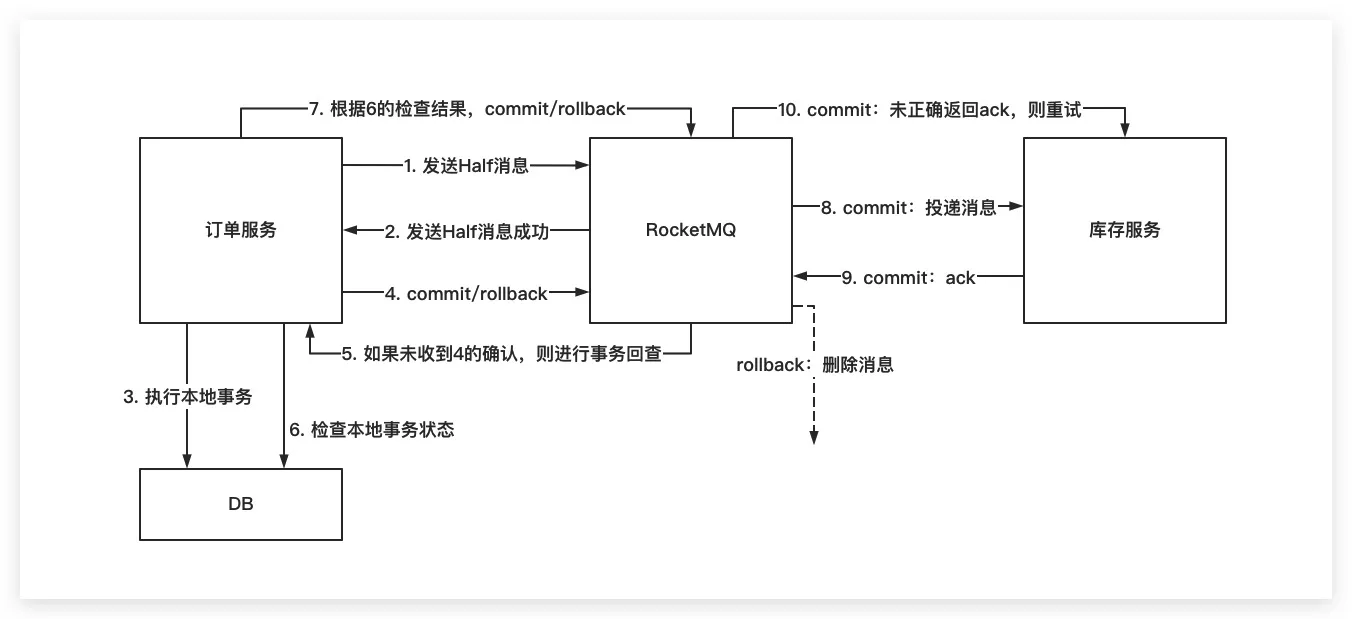 7. 根据6的检查结果，commit/rollback
10. commit：未正确返回ack，则重试
1. 发送Half消息
8. commit：投递消息
订单服务
2. 发送Half消息成功
RocketMQ
库存服务
9. commit：ack
4. commit/rollback
5. 如果未收到4的确认，则进行事务回查
rollback：删除消息
3. 执行本地事务
6. 检查本地事务状态
DB